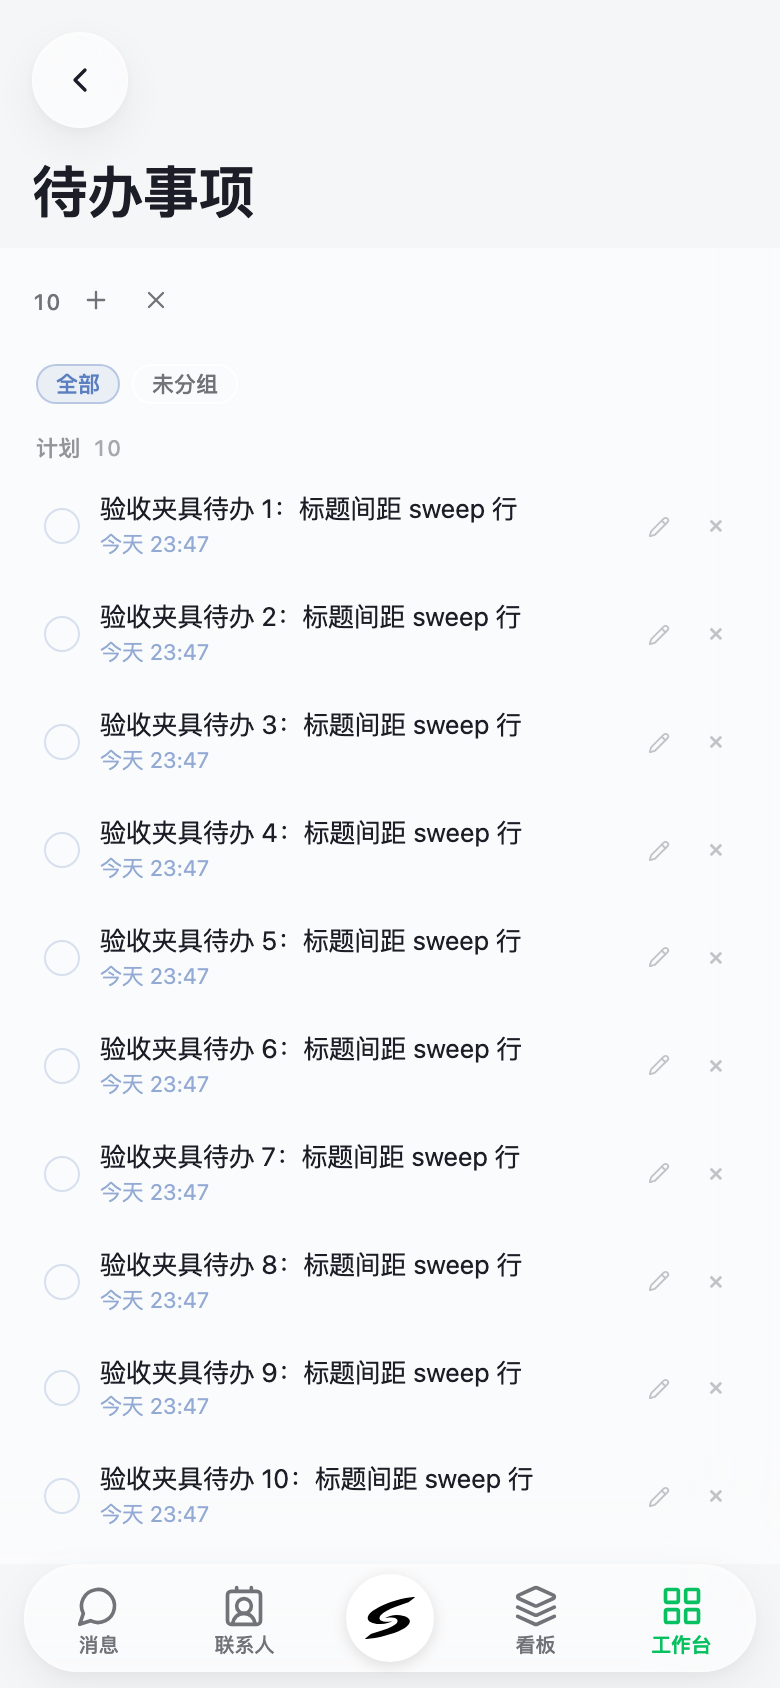 待办事项
10
全部 未分组
计划 10
验收夹具待办 1：标题间距 sweep 行
今天 23:47
验收夹具待办 2：标题间距 sweep 行
今天 23:47
验收夹具待办 3：标题间距 sweep 行
今天 23:47
验收夹具待办 4：标题间距 sweep 行
今天 23:47
验收夹具待办 5：标题间距 sweep 行
今天 23:47
验收夹具待办 6：标题间距 sweep 行
今天 23:47
验收夹具待办 7：标题间距 sweep 行
今天 23:47
验收夹具待办 8：标题间距 sweep 行
今天 23:47
验收夹具待办 9：标题间距 sweep 行
今天 23:47
验收夹具待办 10：标题间距 sweep 行
今天 23:47
消息 联系人 看板 工作台